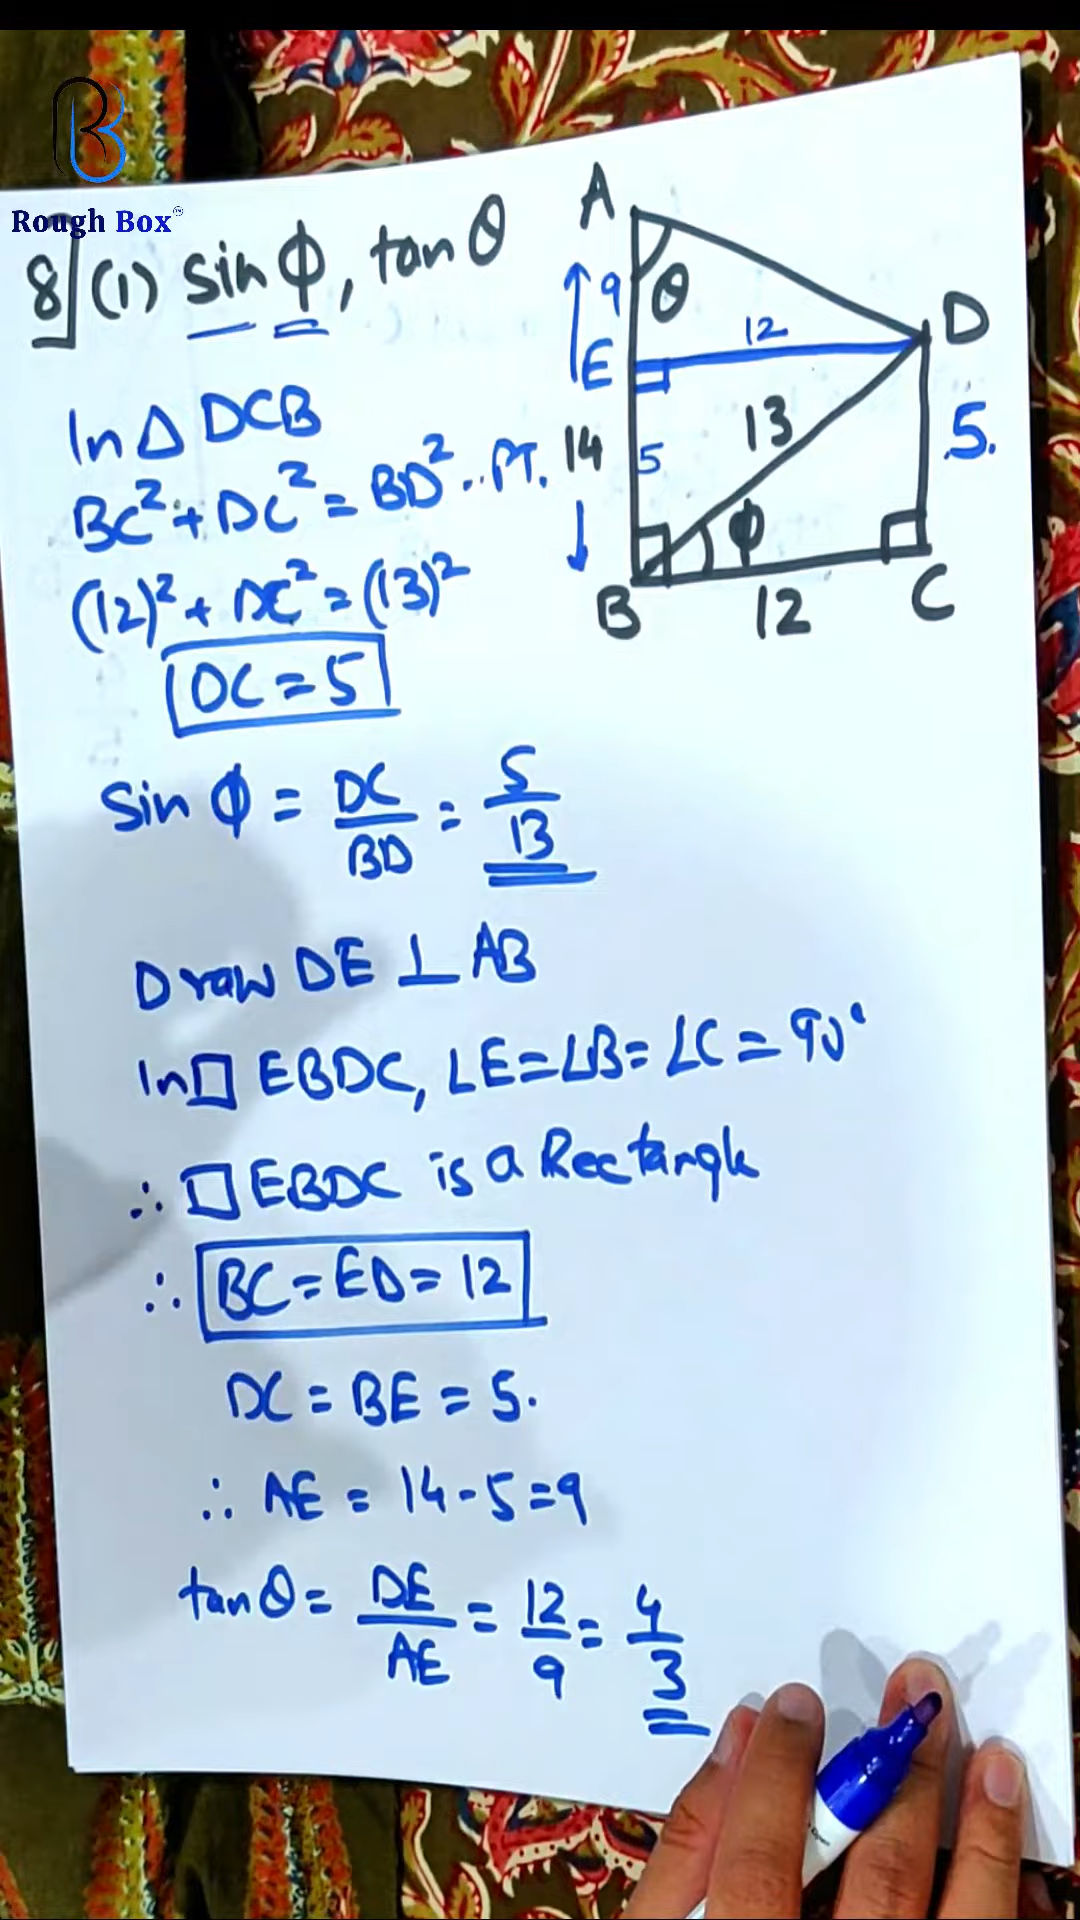 Rough Box
8] (1) sin ϕ, tan θ
In △ DCB
BC² + DC² = BD² .. PT.
(12)² + DC² = (13)²
DC = 5
sin ϕ = DC/BD = 5/13
Draw DE ⊥ AB
In □ EBDC, ∠E = ∠B = ∠C = 90°
∴ □ EBDC is a Rectangle
∴ BC = ED = 12
DC = BE = 5.
∴ AE = 14 - 5 = 9
tan θ = DE/AE = 12/9 = 4/3
A
9 θ
12 D
E
13
14 5 5.
ϕ
B 12 C